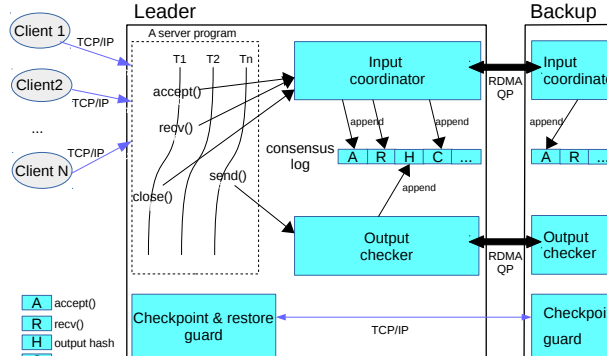 Leader
Backup
A server program
Client 1
TCP/IP
T1 T2 Tn
Input
coordinator
Input
RDMA
QP
Client2
TCP/IP
accept()
recv()
append
append
append
append
...
consensus
log
A R H C ...
A R ...
TCP/IP
Client N
send()
close()
append
Output
checker
Output
checker
RDMA
QP
A accept()
R recv()
H output hash
Checkpoint & restore
guard
TCP/IP
guard